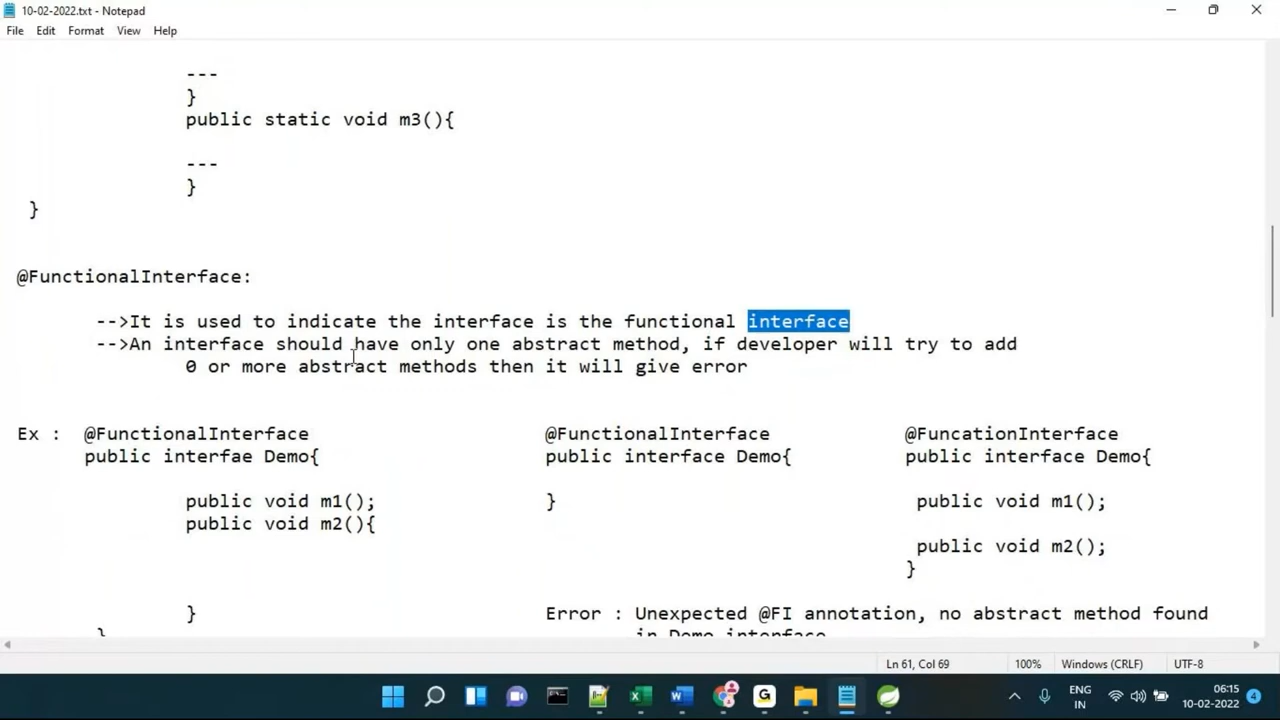 10-02-2022.txt - Notepad
File Edit Format View Help
---
}
public static void m3(){
---
}
}
@FunctionalInterface:
-->It is used to indicate the interface is the functional interface
-->An interface should have only one abstract method, if developer will try to add
0 or more abstract methods then it will give error
Ex : @FunctionalInterface @FunctionalInterface @FuncationInterface
public interfae Demo{ public interface Demo{ public interface Demo{
public void m1(); } public void m1();
public void m2(){
public void m2();
}
} Error : Unexpected @FI annotation, no abstract method found
} in Demo interface
Ln 61, Col 69 100% Windows (CRLF) UTF-8
ENG 06:15
IN 10-02-2022 4